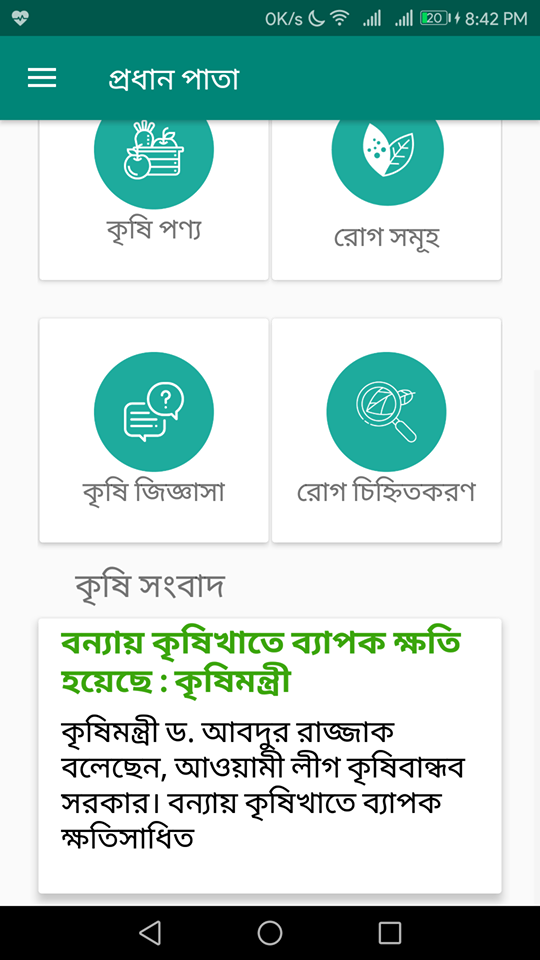 0K/s 20 8:42 PM
প্রধান পাতা
কৃষি পণ্য
রোগ সমূহ
?
কৃষি জিজ্ঞাসা
রোগ চিহ্নিতকরণ
কৃষি সংবাদ
বন্যায় কৃষিখাতে ব্যাপক ক্ষতি
হয়েছে : কৃষিমন্ত্রী
কৃষিমন্ত্রী ড. আবদুর রাজ্জাক
বলেছেন, আওয়ামী লীগ কৃষিবান্ধব
সরকার। বন্যায় কৃষিখাতে ব্যাপক
ক্ষতিসাধিত